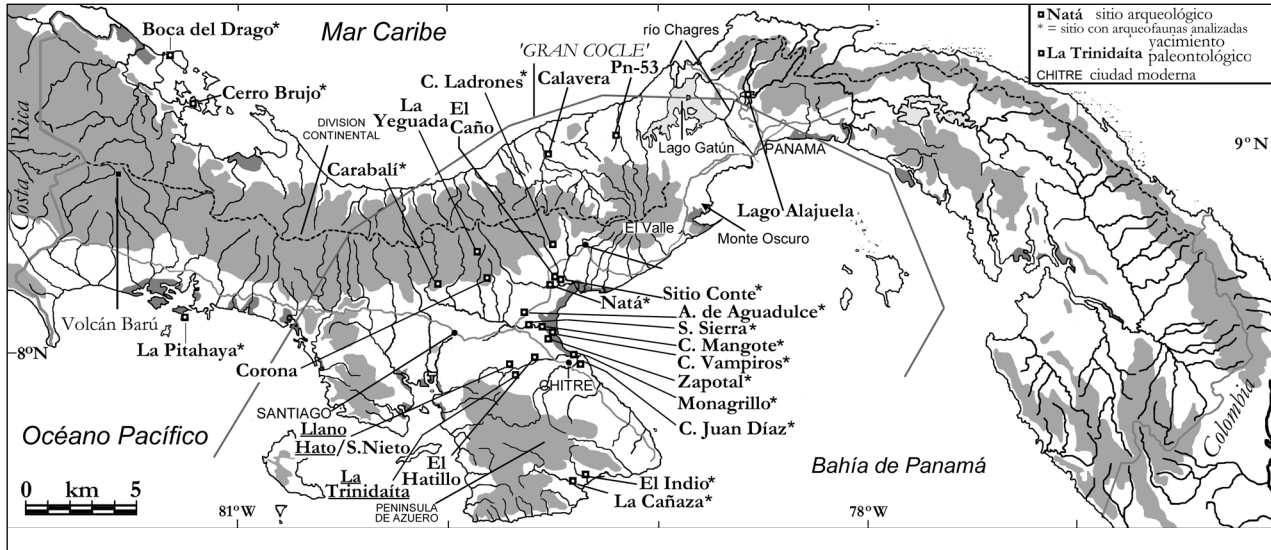 Boca del Drago*
Mar Caribe
río Chagres
Natá sitio arqueológico
* = sitio con arqueofaunas analizadas
La Trinidaíta yacimiento paleontológico
CHITRE ciudad moderna
'GRAN COCLE'
Pn-53
C. Ladrones*
Calavera
Cerro Brujo*
La
Yeguada
El
Caño
DIVISION
CONTINENTAL
Carabalí*
Costa Rica
Lago Gatún
PANAMA
9º N
Lago Alajuela
El Valle
Monte Oscuro
Volcán Barú
Natá*
Sitio Conte*
A. de Aguadulce*
S. Sierra*
C. Mangote*
C. Vampiros*
Zapotal*
Monagrillo*
C. Juan Díaz*
8ºN
La Pitahaya*
Corona
CHITRE
SANTIAGO
Llano
Hato/S.Nieto
Océano Pacífico
El
Hatillo
La
Trinidaíta
PENINSULA
DE AZUERO
El Indio*
La Cañaza*
Bahía de Panamá
Colombia
0 km 5
81º W
78º W